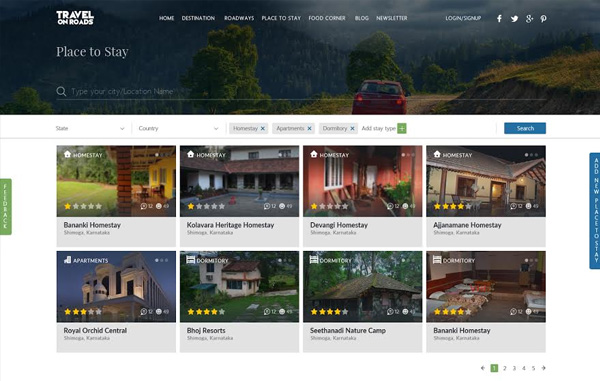 TRAVEL
ON ROADS
HOME DESTINATION ROADWAYS PLACE TO STAY FOOD CORNER BLOG NEWSLETTER LOGIN/SIGNUP
Place to Stay
Type your city/Location Name
State Country Homestay Apartments Dormitory Add stay type Search
FEEDBACK
ADD NEW PLACE TO STAY
HOMESTAY HOMESTAY HOMESTAY HOMESTAY
12 49 12 49 12 49 12 49
Bananki Homestay Kolavara Heritage Homestay Devangi Homestay Ajjanamane Homestay
Shimoga, Karnataka Shimoga, Karnataka Shimoga, Karnataka Shimoga, Karnataka
APARTMENTS DORMITORY DORMITORY DORMITORY
12 49 12 49 12 49 12 49
Royal Orchid Central Bhoj Resorts Seethanadi Nature Camp Bananki Homestay
Shimoga, Karnataka Shimoga, Karnataka Shimoga, Karnataka Shimoga, Karnataka
1 2 3 4 5